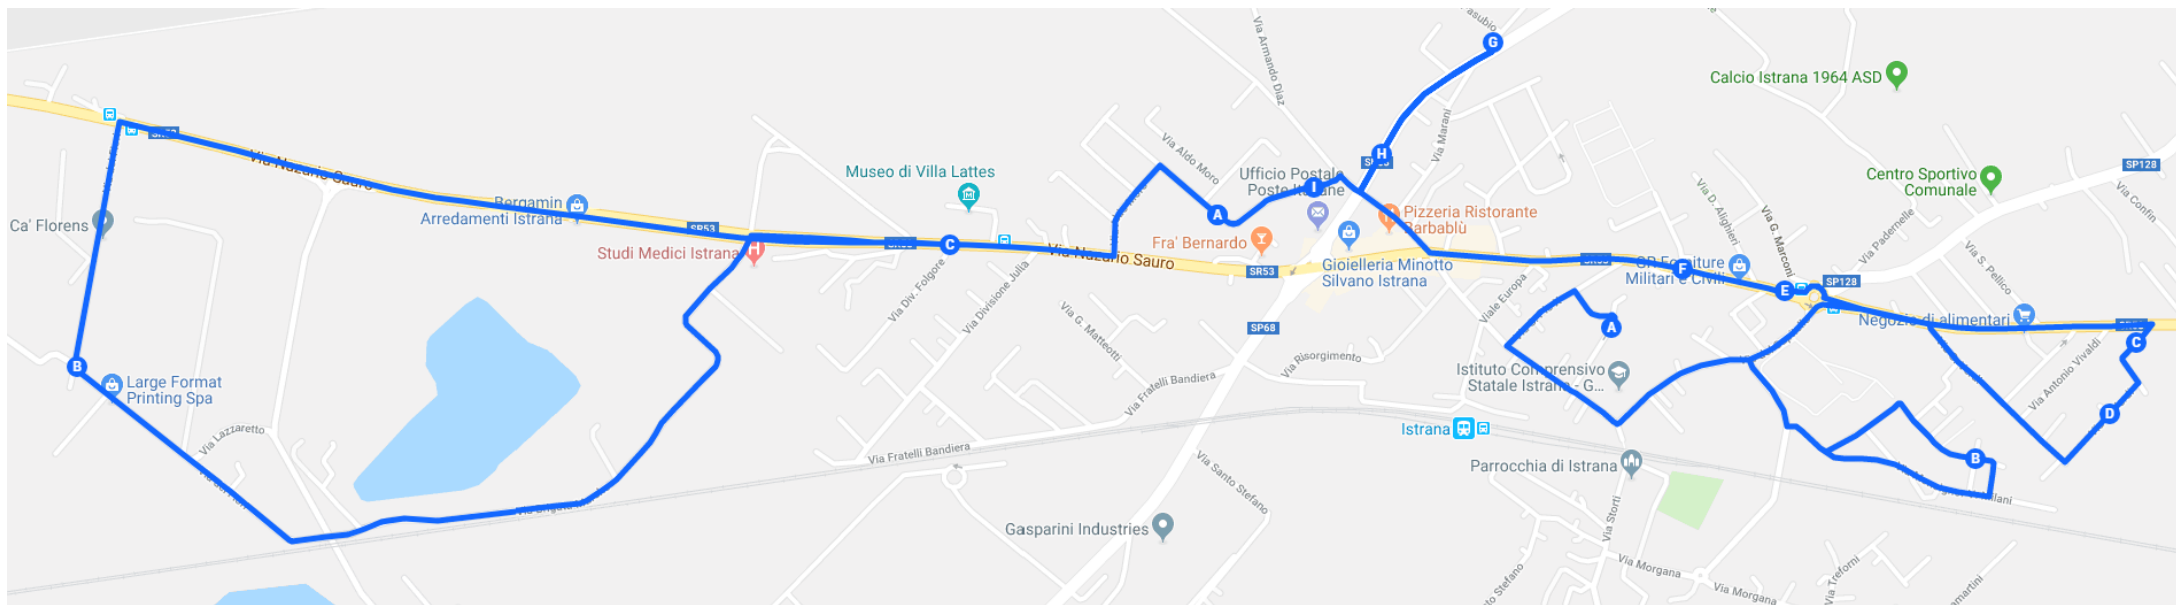 G
Via Armando Diaz
Calcio Istrana 1964 ASD
Via Marani
Via Aldo Moro
H
Museo di Villa Lattes
Ufficio Postale
Poste Italiane
I
SP128
Centro Sportivo
Comunale
Via Nazario Sauro
Via D. Alighieri
Via G. Marconi
Via Padernelle
Via Confin
Bergamin
Arredamenti Istrana
A
Pizzeria Ristorante
Barbablù
Ca' Florens
SR53
Studi Medici Istrana
C
Via Nazario Sauro
Fra' Bernardo
SR53
Gioielleria Minotto
Silvano Istrana
F
Militari e Civili
E
SP128
Via S. Pellico
Via Div. Folgore
Via Divisione Julia
Viale Europa
Via G. Matteotti
SP68
A
Negozio di alimentari
C
B
Large Format
Printing Spa
Via Risorgimento
Istituto Comprensivo
Statale Istrana - G...
Via Antonio Vivaldi
Via Fratelli Bandiera
D
Via Lazzaretto
Istrana
Via Fratelli Bandiera
Parrocchia di Istrana
B
Via Santo Stefano
Gasparini Industries
Via Storti
Via Morgana
Via Morgana
Via Treforni